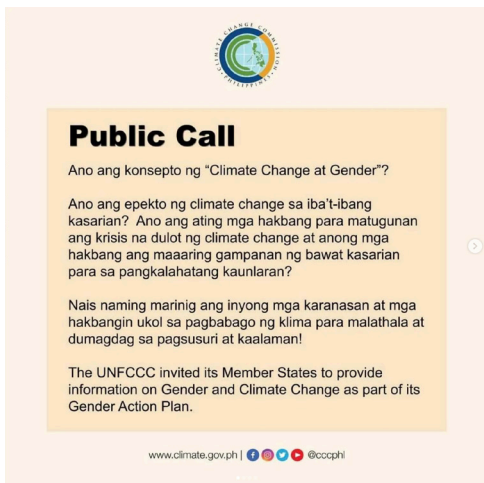 CLIMATE CHANGE COMMISSION
PHILIPPINES
Public Call
Ano ang konsepto ng “Climate Change at Gender”?
Ano ang epekto ng climate change sa iba’t-ibang
kasarian? Ano ang ating mga hakbang para matugunan
ang krisis na dulot ng climate change at anong mga
hakbang ang maaaring gampanan ng bawat kasarian
para sa pangkalahatang kaunlaran?
Nais naming marinig ang inyong mga karanasan at mga
hakbangin ukol sa pagbabago ng klima para malathala at
dumagdag sa pagsusuri at kaalaman!
The UNFCCC invited its Member States to provide
information on Gender and Climate Change as part of its
Gender Action Plan.
www.climate.gov.ph | @cccphl